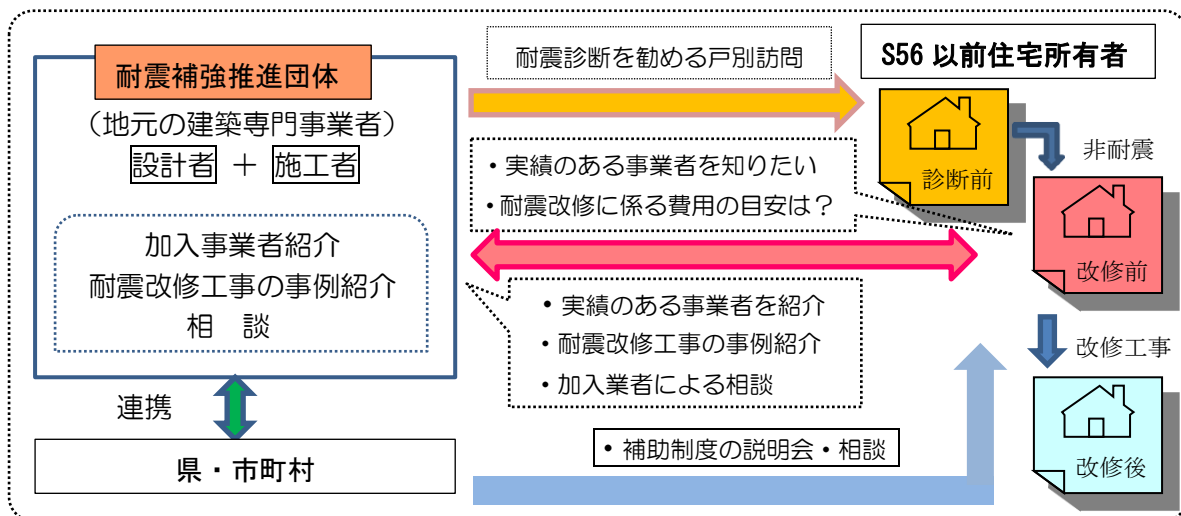 耐震補強推進団体
（地元の建築専門事業者）
設計者 ＋ 施工者
加入事業者紹介
耐震改修工事の事例紹介
相 談
連携
県・市町村
耐震診断を勧める戸別訪問
・実績のある事業者を知りたい
・耐震改修に係る費用の目安は？
・実績のある事業者を紹介
・耐震改修工事の事例紹介
・加入業者による相談
・補助制度の説明会・相談
S56 以前住宅所有者
診断前
非耐震
改修前
改修工事
改修後